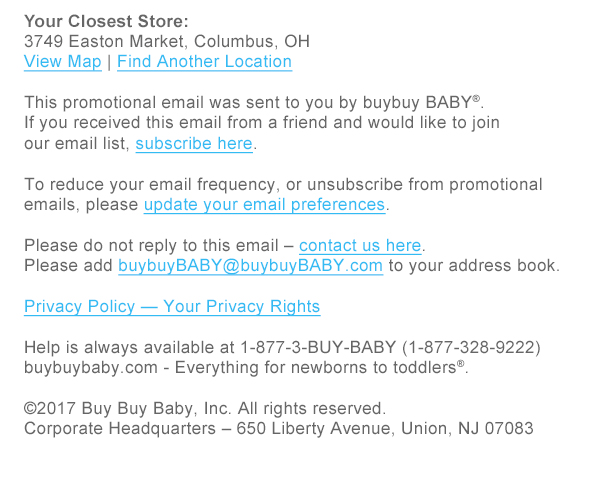 Your Closest Store:
3749 Easton Market, Columbus, OH
View Map | Find Another Location
This promotional email was sent to you by buybuy BABY®.
If you received this email from a friend and would like to join
our email list, subscribe here.
To reduce your email frequency, or unsubscribe from promotional
emails, please update your email preferences.
Please do not reply to this email – contact us here.
Please add buybuyBABY@buybuyBABY.com to your address book.
Privacy Policy — Your Privacy Rights
Help is always available at 1-877-3-BUY-BABY (1-877-328-9222)
buybuybaby.com - Everything for newborns to toddlers®.
©2017 Buy Buy Baby, Inc. All rights reserved.
Corporate Headquarters – 650 Liberty Avenue, Union, NJ 07083